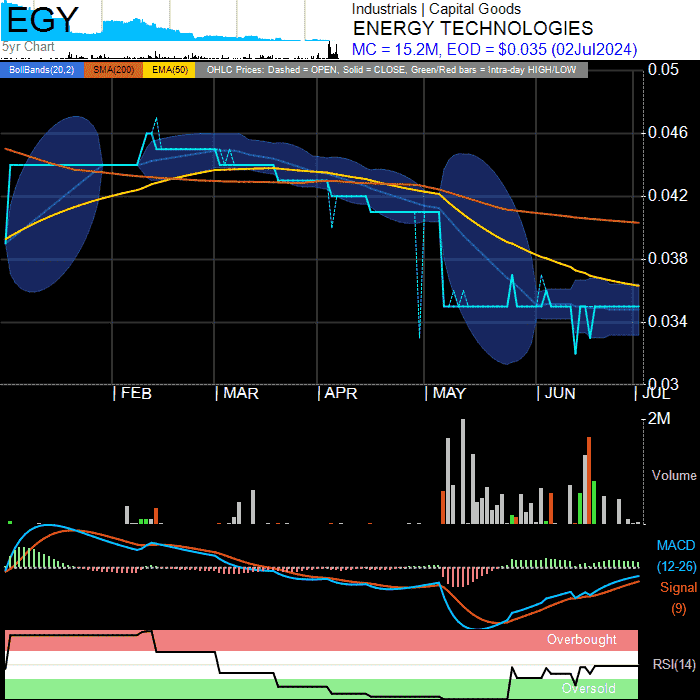 EGY
Industrials | Capital Goods
ENERGY TECHNOLOGIES
5yr Chart
MC = 15.2M, EOD = $0.035 (02Jul2024)
BollBands(20,2) SMA(200) EMA(50) OHLC Prices: Dashed = OPEN, Solid = CLOSE, Green/Red bars = Intra-day HIGH/LOW
0.05
0.046
0.042
0.038
0.034
0.03
FEB MAR APR MAY JUN JUL
2M
Volume
MACD
(12-26)
Signal
(9)
Overbought
RSI(14)
Oversold